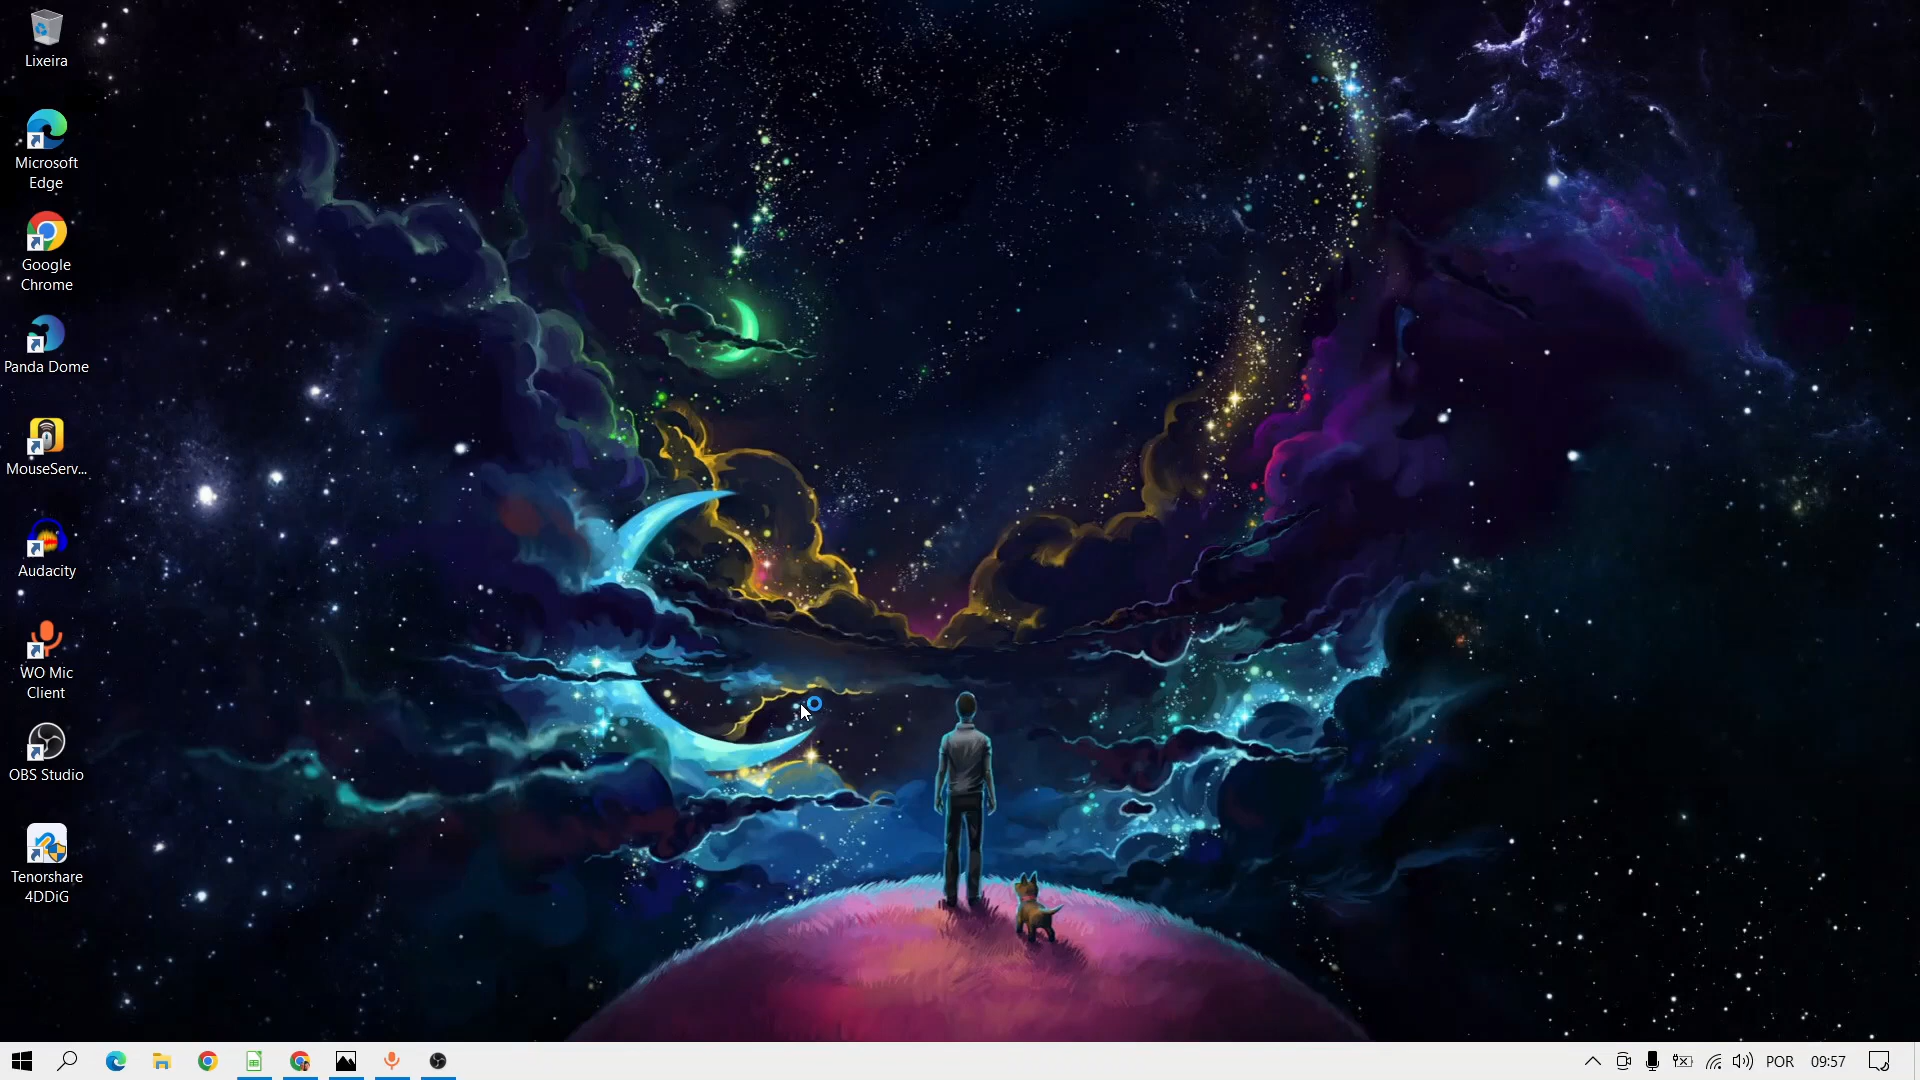 Lixeira
Microsoft
Edge
Google
Chrome
Panda Dome
MouseServ...
Audacity
WO Mic
Client
OBS Studio
Tenorshare
4DDiG
POR
09:57